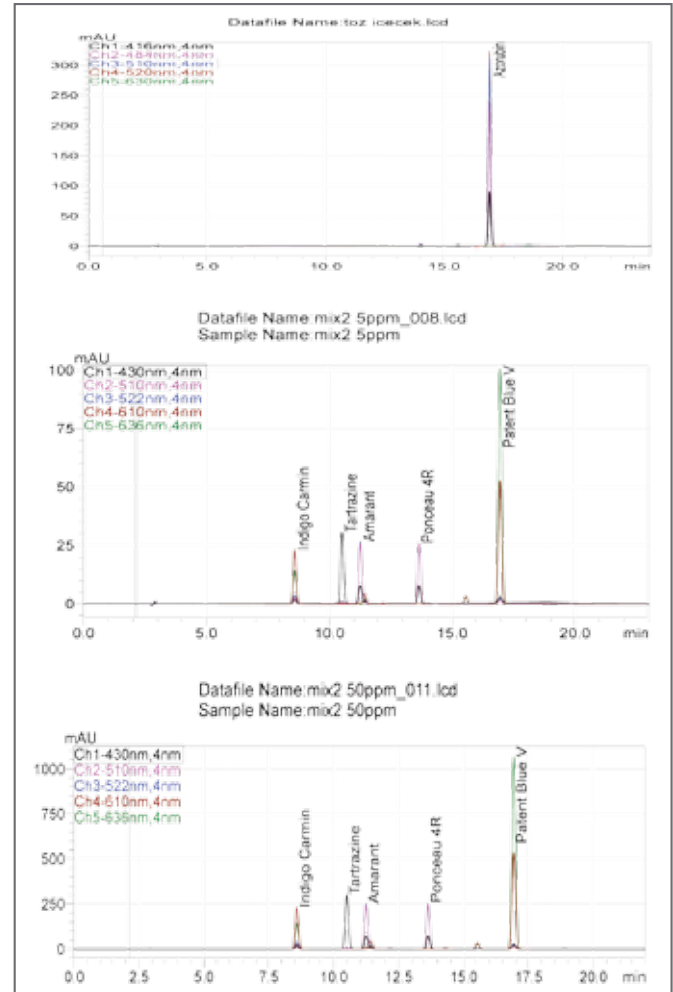 Datafile Name:toz icecek.lcd
mAU
Ch1-416nm,4nm
Ch2-484nm,4nm
Ch3-510nm,4nm
Ch4-520nm,4nm
Ch5-630nm,4nm
Azorubin
300
250
200
150
100
50
0
0.0 5.0 10.0 15.0 20.0 min
Datafile Name:mix2 5ppm_008.lcd
Sample Name:mix2 5ppm
mAU
Ch1-430nm,4nm
Ch2-510nm,4nm
Ch3-522nm,4nm
Ch4-610nm,4nm
Ch5-636nm,4nm
100
75
50
25
0
Indigo Carmin
Tartrazine
Amarant
Ponceau 4R
Patent Blue V
0.0 5.0 10.0 15.0 20.0 min
Datafile Name:mix2 50ppm_011.lcd
Sample Name:mix2 50ppm
mAU
Ch1-430nm,4nm
Ch2-510nm,4nm
Ch3-522nm,4nm
Ch4-610nm,4nm
Ch5-636nm,4nm
1000
750
500
250
0
Indigo Carmin
Tartrazine
Amarant
Ponceau 4R
Patent Blue V
0.0 2.5 5.0 7.5 10.0 12.5 15.0 17.5 20.0 min